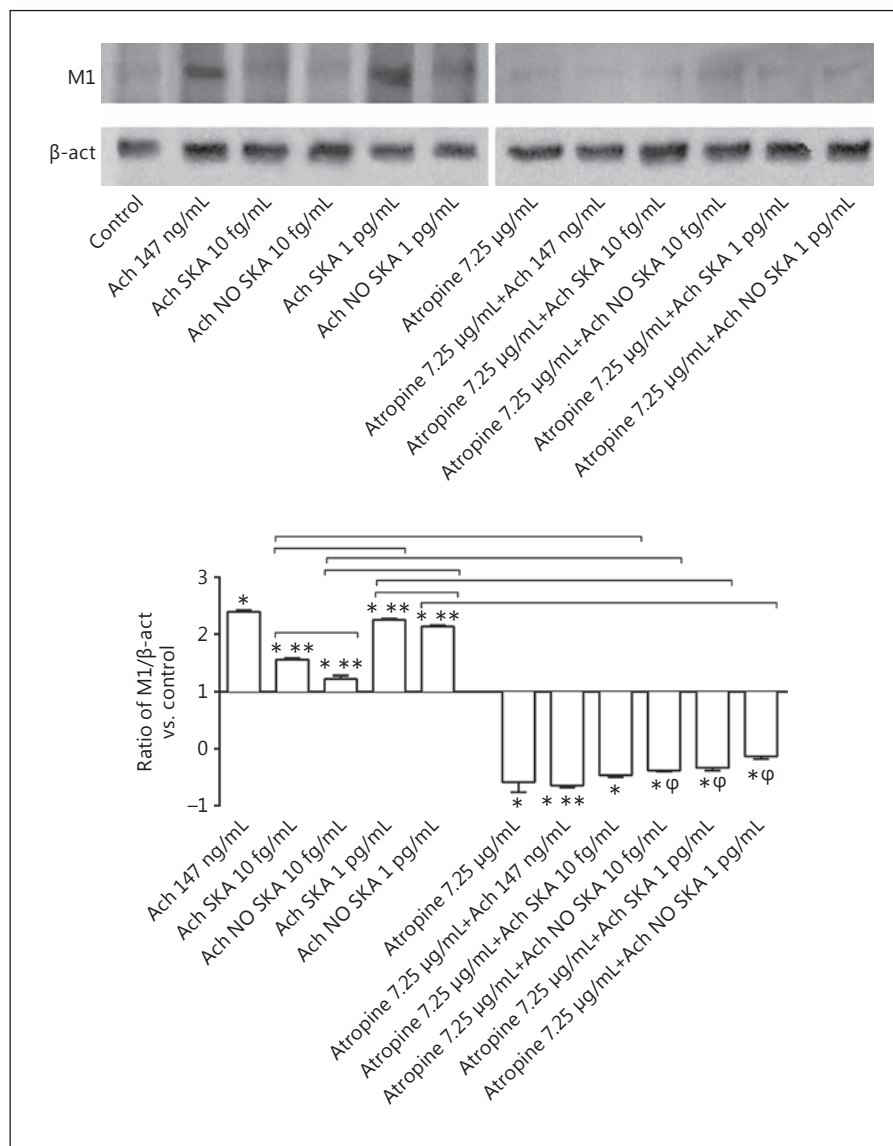 M1
β-act
Control
Ach 147 ng/mL
Ach SKA 10 fg/mL
Ach NO SKA 10 fg/mL
Ach SKA 1 pg/mL
Ach NO SKA 1 pg/mL
Atropine 7.25 µg/mL
Atropine 7.25 µg/mL+Ach 147 ng/mL
Atropine 7.25 µg/mL+Ach SKA 10 fg/mL
Atropine 7.25 µg/mL+Ach NO SKA 10 fg/mL
Atropine 7.25 µg/mL+Ach SKA 1 pg/mL
Atropine 7.25 µg/mL+Ach NO SKA 1 pg/mL
Ratio of M1/β-act
vs. control
3
2
1
0
–1
*
* **
* **
* **
* **
*
* **
*
*φ
*φ
*φ
Ach 147 ng/mL
Ach SKA 10 fg/mL
Ach NO SKA 10 fg/mL
Ach SKA 1 pg/mL
Ach NO SKA 1 pg/mL
Atropine 7.25 µg/mL
Atropine 7.25 µg/mL+Ach 147 ng/mL
Atropine 7.25 µg/mL+Ach SKA 10 fg/mL
Atropine 7.25 µg/mL+Ach NO SKA 10 fg/mL
Atropine 7.25 µg/mL+Ach SKA 1 pg/mL
Atropine 7.25 µg/mL+Ach NO SKA 1 pg/mL